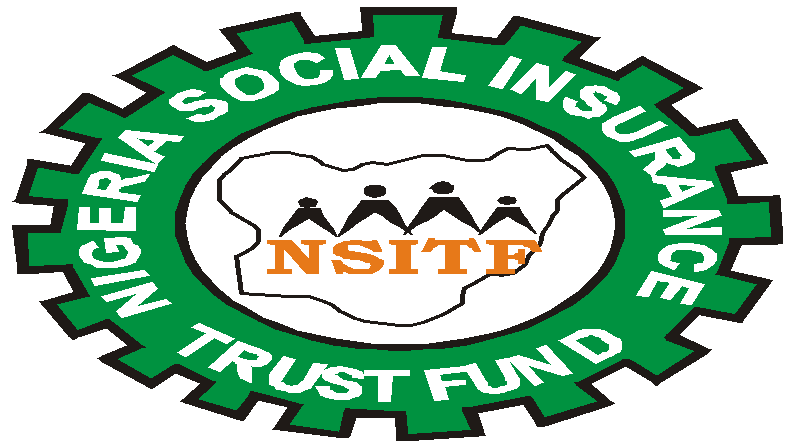 NIGERIA SOCIAL INSURANCE
TRUST FUND
NSITF